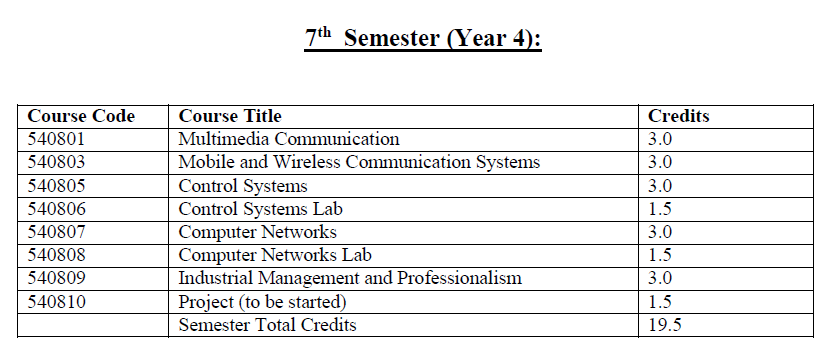 7th Semester (Year 4):
Course Code Course Title Credits
540801 Multimedia Communication 3.0
540803 Mobile and Wireless Communication Systems 3.0
540805 Control Systems 3.0
540806 Control Systems Lab 1.5
540807 Computer Networks 3.0
540808 Computer Networks Lab 1.5
540809 Industrial Management and Professionalism 3.0
540810 Project (to be started) 1.5
Semester Total Credits 19.5